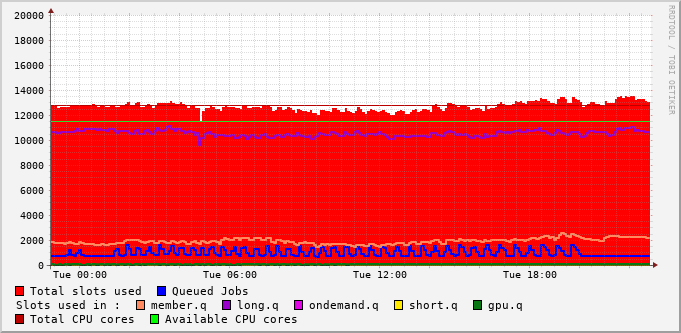 20000
18000
16000
14000
12000
10000
8000
6000
4000
2000
0
Tue 00:00 Tue 06:00 Tue 12:00 Tue 18:00
RRDTOOL / TOBI OETIKER
Total slots used Queued Jobs
Slots used in : member.q long.q ondemand.q short.q gpu.q
Total CPU cores Available CPU cores